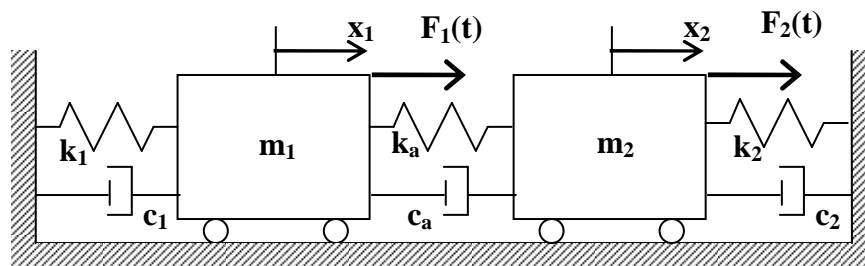 x₁ F₁(t) x₂ F₂(t)
k₁ m₁ kₐ m₂ k₂
c₁ cₐ c₂